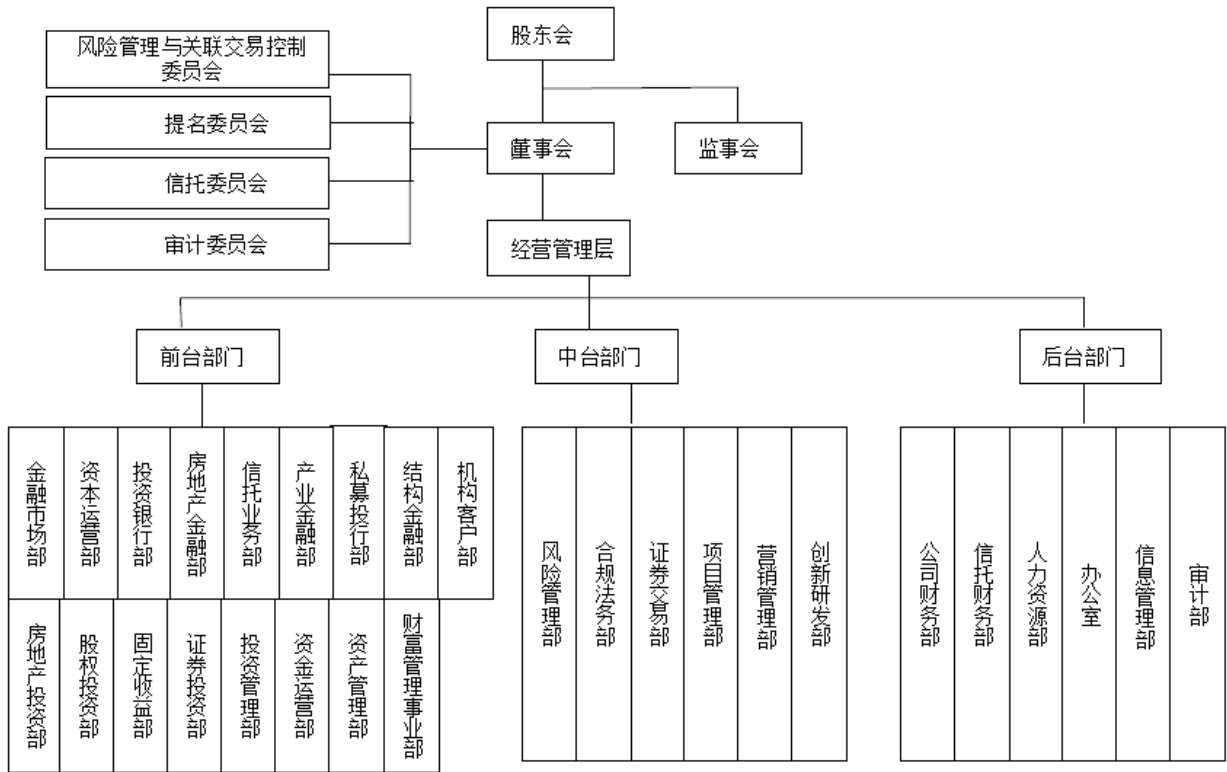 股东会
风险管理与关联交易控制
委员会
提名委员会
信托委员会
审计委员会
董事会
监事会
经营管理层
前台部门
中台部门
后台部门
金融市场部
资本运营部
投资银行部
房地产金融部
信托业务部
产业金融部
私募投行部
结构金融部
机构客户部
房地产投资部
股权投资部
固定收益部
证券投资部
投资管理部
资金运营部
资产管理部
财富管理事业部
风险管理部
合规法务部
证券交易部
项目管理部
营销管理部
创新研发部
公司财务部
信托财务部
人力资源部
办公室
信息管理部
审计部